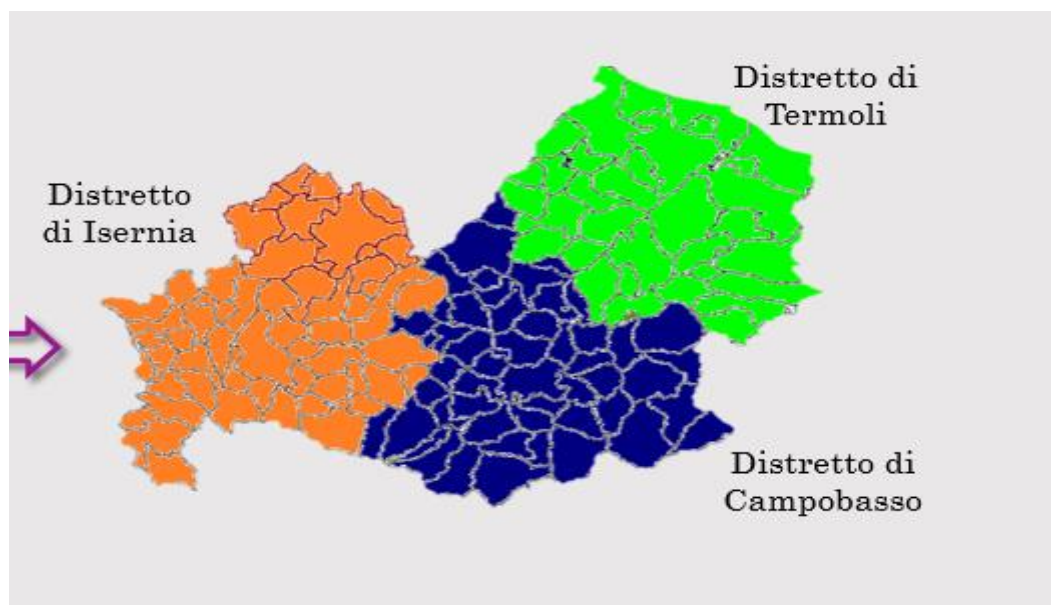 Distretto di
Termoli
Distretto
di Isernia
Distretto di
Campobasso